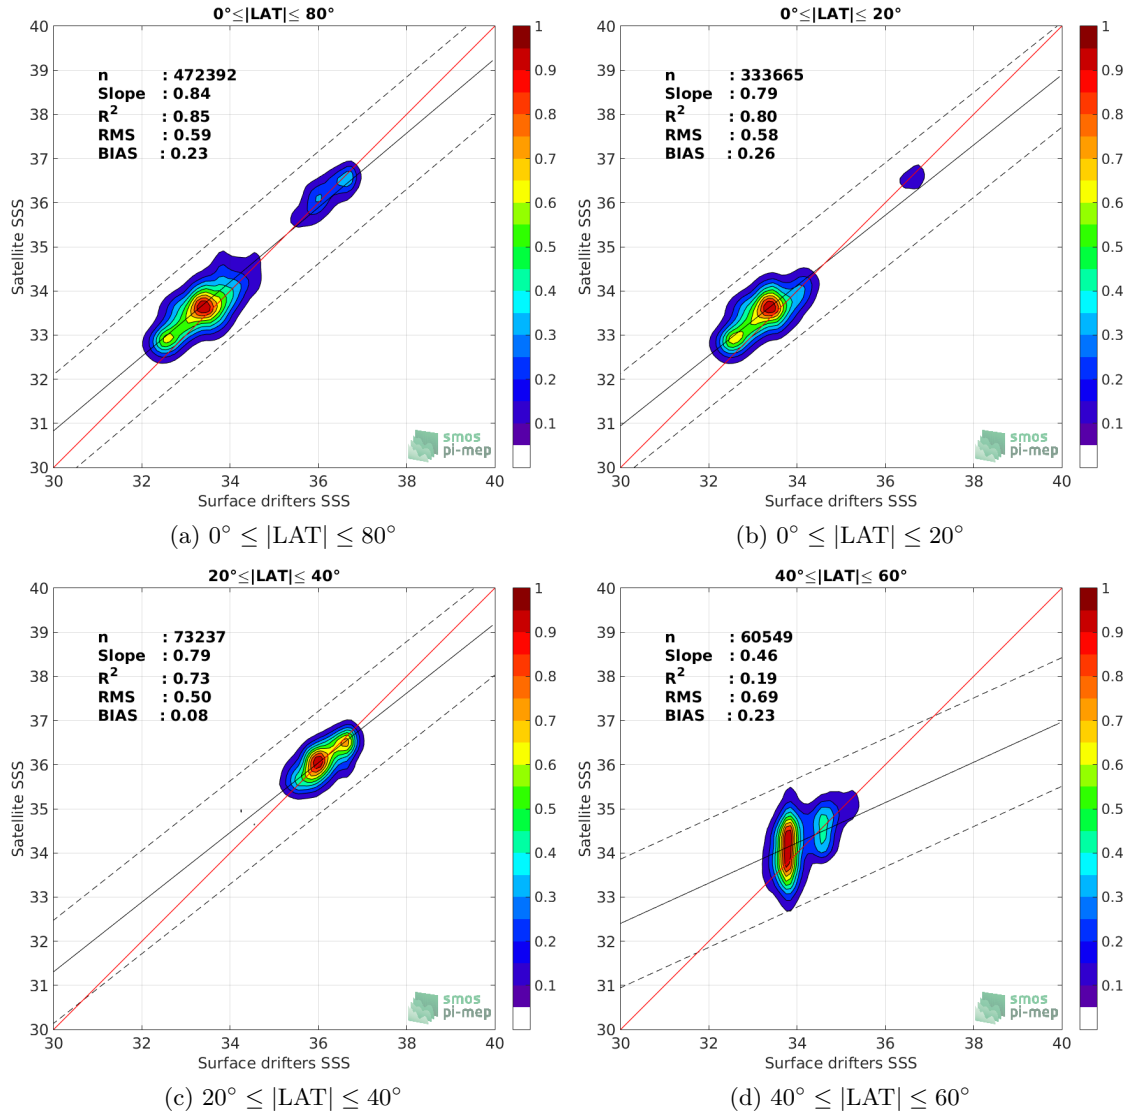 0°≤|LAT|≤ 80°
n : 472392
Slope : 0.84
R² : 0.85
RMS : 0.59
BIAS : 0.23
Satellite SSS
40
39
38
37
36
35
34
33
32
31
30
30 32 34 36 38 40
Surface drifters SSS
1
0.9
0.8
0.7
0.6
0.5
0.4
0.3
0.2
0.1
smos
pi-mep
(a) 0° ≤ |LAT| ≤ 80°
0°≤|LAT|≤ 20°
n : 333665
Slope : 0.79
R² : 0.80
RMS : 0.58
BIAS : 0.26
Satellite SSS
40
39
38
37
36
35
34
33
32
31
30
30 32 34 36 38 40
Surface drifters SSS
1
0.9
0.8
0.7
0.6
0.5
0.4
0.3
0.2
0.1
smos
pi-mep
(b) 0° ≤ |LAT| ≤ 20°
20°≤|LAT|≤ 40°
n : 73237
Slope : 0.79
R² : 0.73
RMS : 0.50
BIAS : 0.08
Satellite SSS
40
39
38
37
36
35
34
33
32
31
30
30 32 34 36 38 40
Surface drifters SSS
1
0.9
0.8
0.7
0.6
0.5
0.4
0.3
0.2
0.1
smos
pi-mep
(c) 20° ≤ |LAT| ≤ 40°
40°≤|LAT|≤ 60°
n : 60549
Slope : 0.46
R² : 0.19
RMS : 0.69
BIAS : 0.23
Satellite SSS
40
39
38
37
36
35
34
33
32
31
30
30 32 34 36 38 40
Surface drifters SSS
1
0.9
0.8
0.7
0.6
0.5
0.4
0.3
0.2
0.1
smos
pi-mep
(d) 40° ≤ |LAT| ≤ 60°